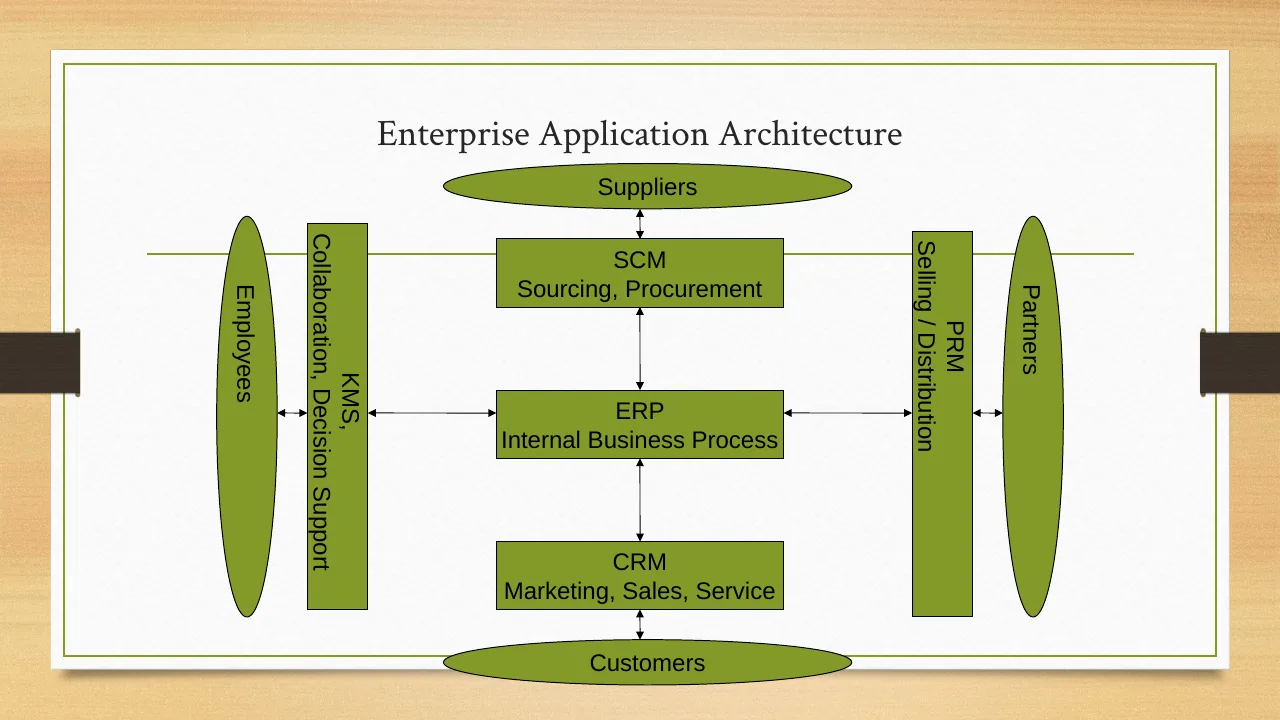 Enterprise Application Architecture
Suppliers
SCM
Sourcing, Procurement
Employees
KMS,
Collaboration, Decision Support
ERP
Internal Business Process
PRM
Selling / Distribution
Partners
CRM
Marketing, Sales, Service
Customers